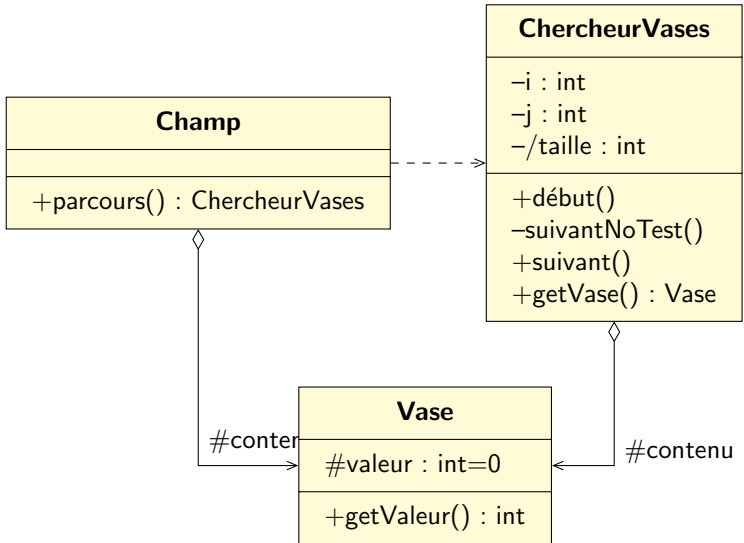 ChercheurVases
–i : int
–j : int
–/taille : int
+début()
–suivantNoTest()
+suivant()
+getVase() : Vase
Champ
+parcours() : ChercheurVases
#conter
#contenu
Vase
#valeur : int=0
+getValeur() : int